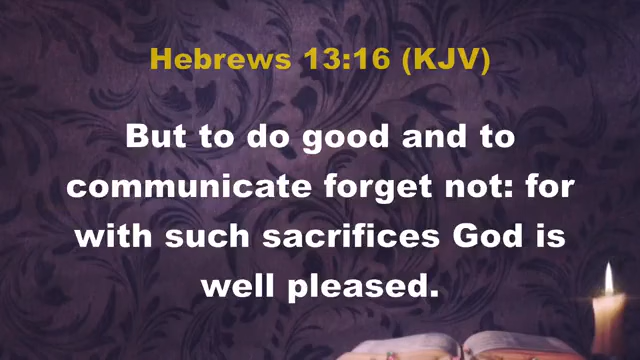 Hebrews 13:16 (KJV)
But to do good and to
communicate forget not: for
with such sacrifices God is
well pleased.